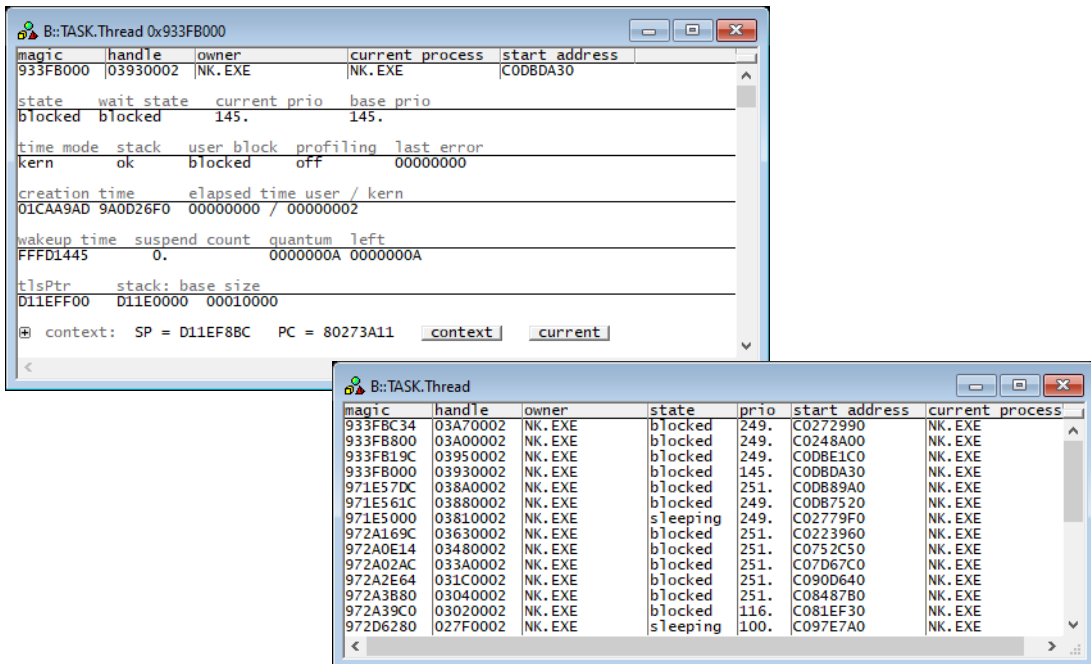 B::TASK.Thread 0x933FB000
magic handle owner current process start address
933FB000 03930002 NK.EXE NK.EXE C0DBDA30
state wait state current prio base prio
blocked blocked 145. 145.
time mode stack user block profiling last error
kern ok blocked off 00000000
creation time elapsed time user / kern
01CAA9AD 9A0D26F0 00000000 / 00000002
wakeup time suspend count quantum left
FFFD1445 0. 0000000A 0000000A
tlsPtr stack: base size
D11EFF00 D11E0000 00010000
context: SP = D11EF8BC PC = 80273A11 context current
B::TASK.Thread
magic handle owner state prio start address current process
933FBC34 03A70002 NK.EXE blocked 249. C0272990 NK.EXE
933FB800 03A00002 NK.EXE blocked 249. C0248A00 NK.EXE
933FB19C 03950002 NK.EXE blocked 249. C0DBE1C0 NK.EXE
933FB000 03930002 NK.EXE blocked 145. C0DBDA30 NK.EXE
971E57DC 038A0002 NK.EXE blocked 251. C0DB89A0 NK.EXE
971E561C 03880002 NK.EXE blocked 249. C0DB7520 NK.EXE
971E5000 03810002 NK.EXE sleeping 249. C02779F0 NK.EXE
972A169C 03630002 NK.EXE blocked 251. C0223960 NK.EXE
972A0E14 03480002 NK.EXE blocked 251. C0752C50 NK.EXE
972A02AC 033A0002 NK.EXE blocked 251. C07D67C0 NK.EXE
972A2E64 031C0002 NK.EXE blocked 251. C090D640 NK.EXE
972A3B80 03040002 NK.EXE blocked 251. C08487B0 NK.EXE
972A39C0 03020002 NK.EXE blocked 116. C081EF30 NK.EXE
972D6280 027F0002 NK.EXE sleeping 100. C097E7A0 NK.EXE